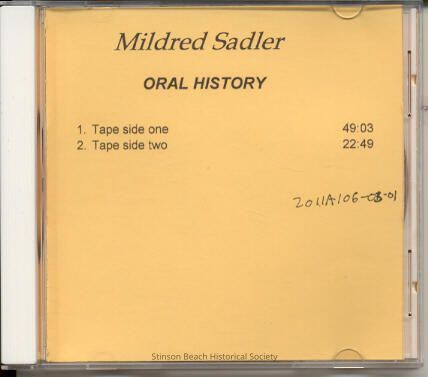 Mildred Sadler
ORAL HISTORY
1. Tape side one 49:03
2. Tape side two 22:49
2011A106-CB-01
Stinson Beach Historical Society